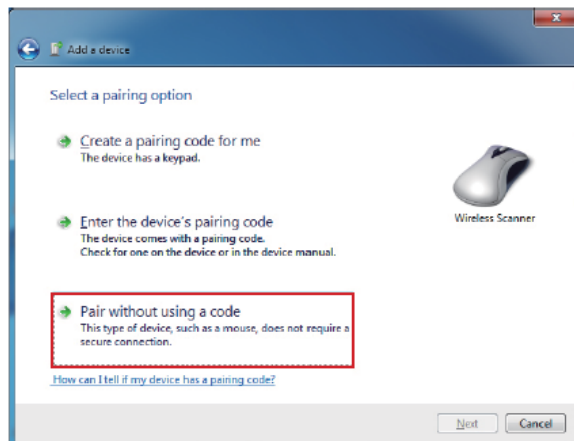 Add a device
Select a pairing option
Create a pairing code for me
The device has a keypad.
Enter the device's pairing code
The device comes with a pairing code.
Check for one on the device or in the device manual.
Wireless Scanner
Pair without using a code
This type of device, such as a mouse, does not require a
secure connection.
How can I tell if my device has a pairing code?
Next Cancel